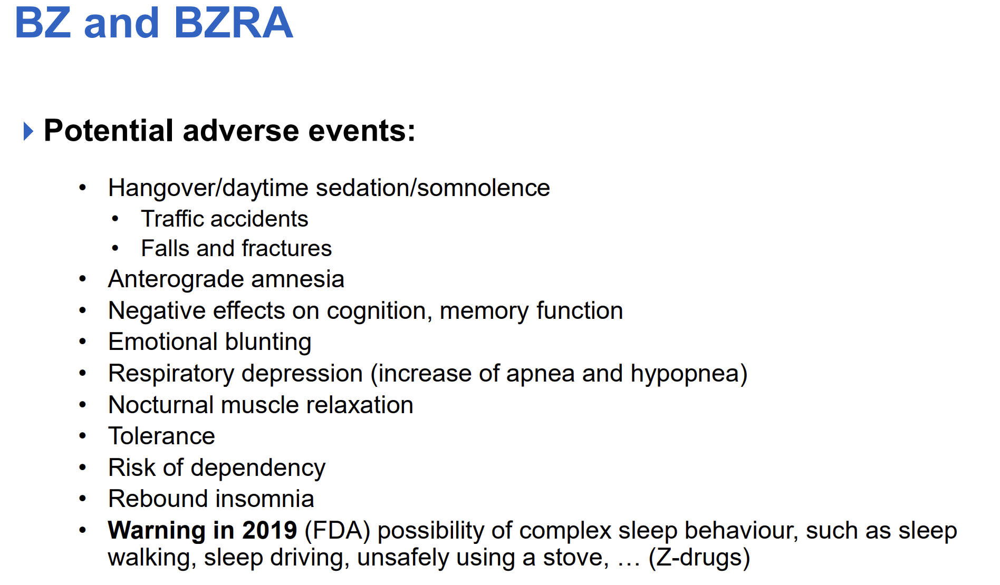 BZ and BZRA
Potential adverse events:
• Hangover/daytime sedation/somnolence
• Traffic accidents
• Falls and fractures
• Anterograde amnesia
• Negative effects on cognition, memory function
• Emotional blunting
• Respiratory depression (increase of apnea and hypopnea)
• Nocturnal muscle relaxation
• Tolerance
• Risk of dependency
• Rebound insomnia
• Warning in 2019 (FDA) possibility of complex sleep behaviour, such as sleep
walking, sleep driving, unsafely using a stove, … (Z-drugs)